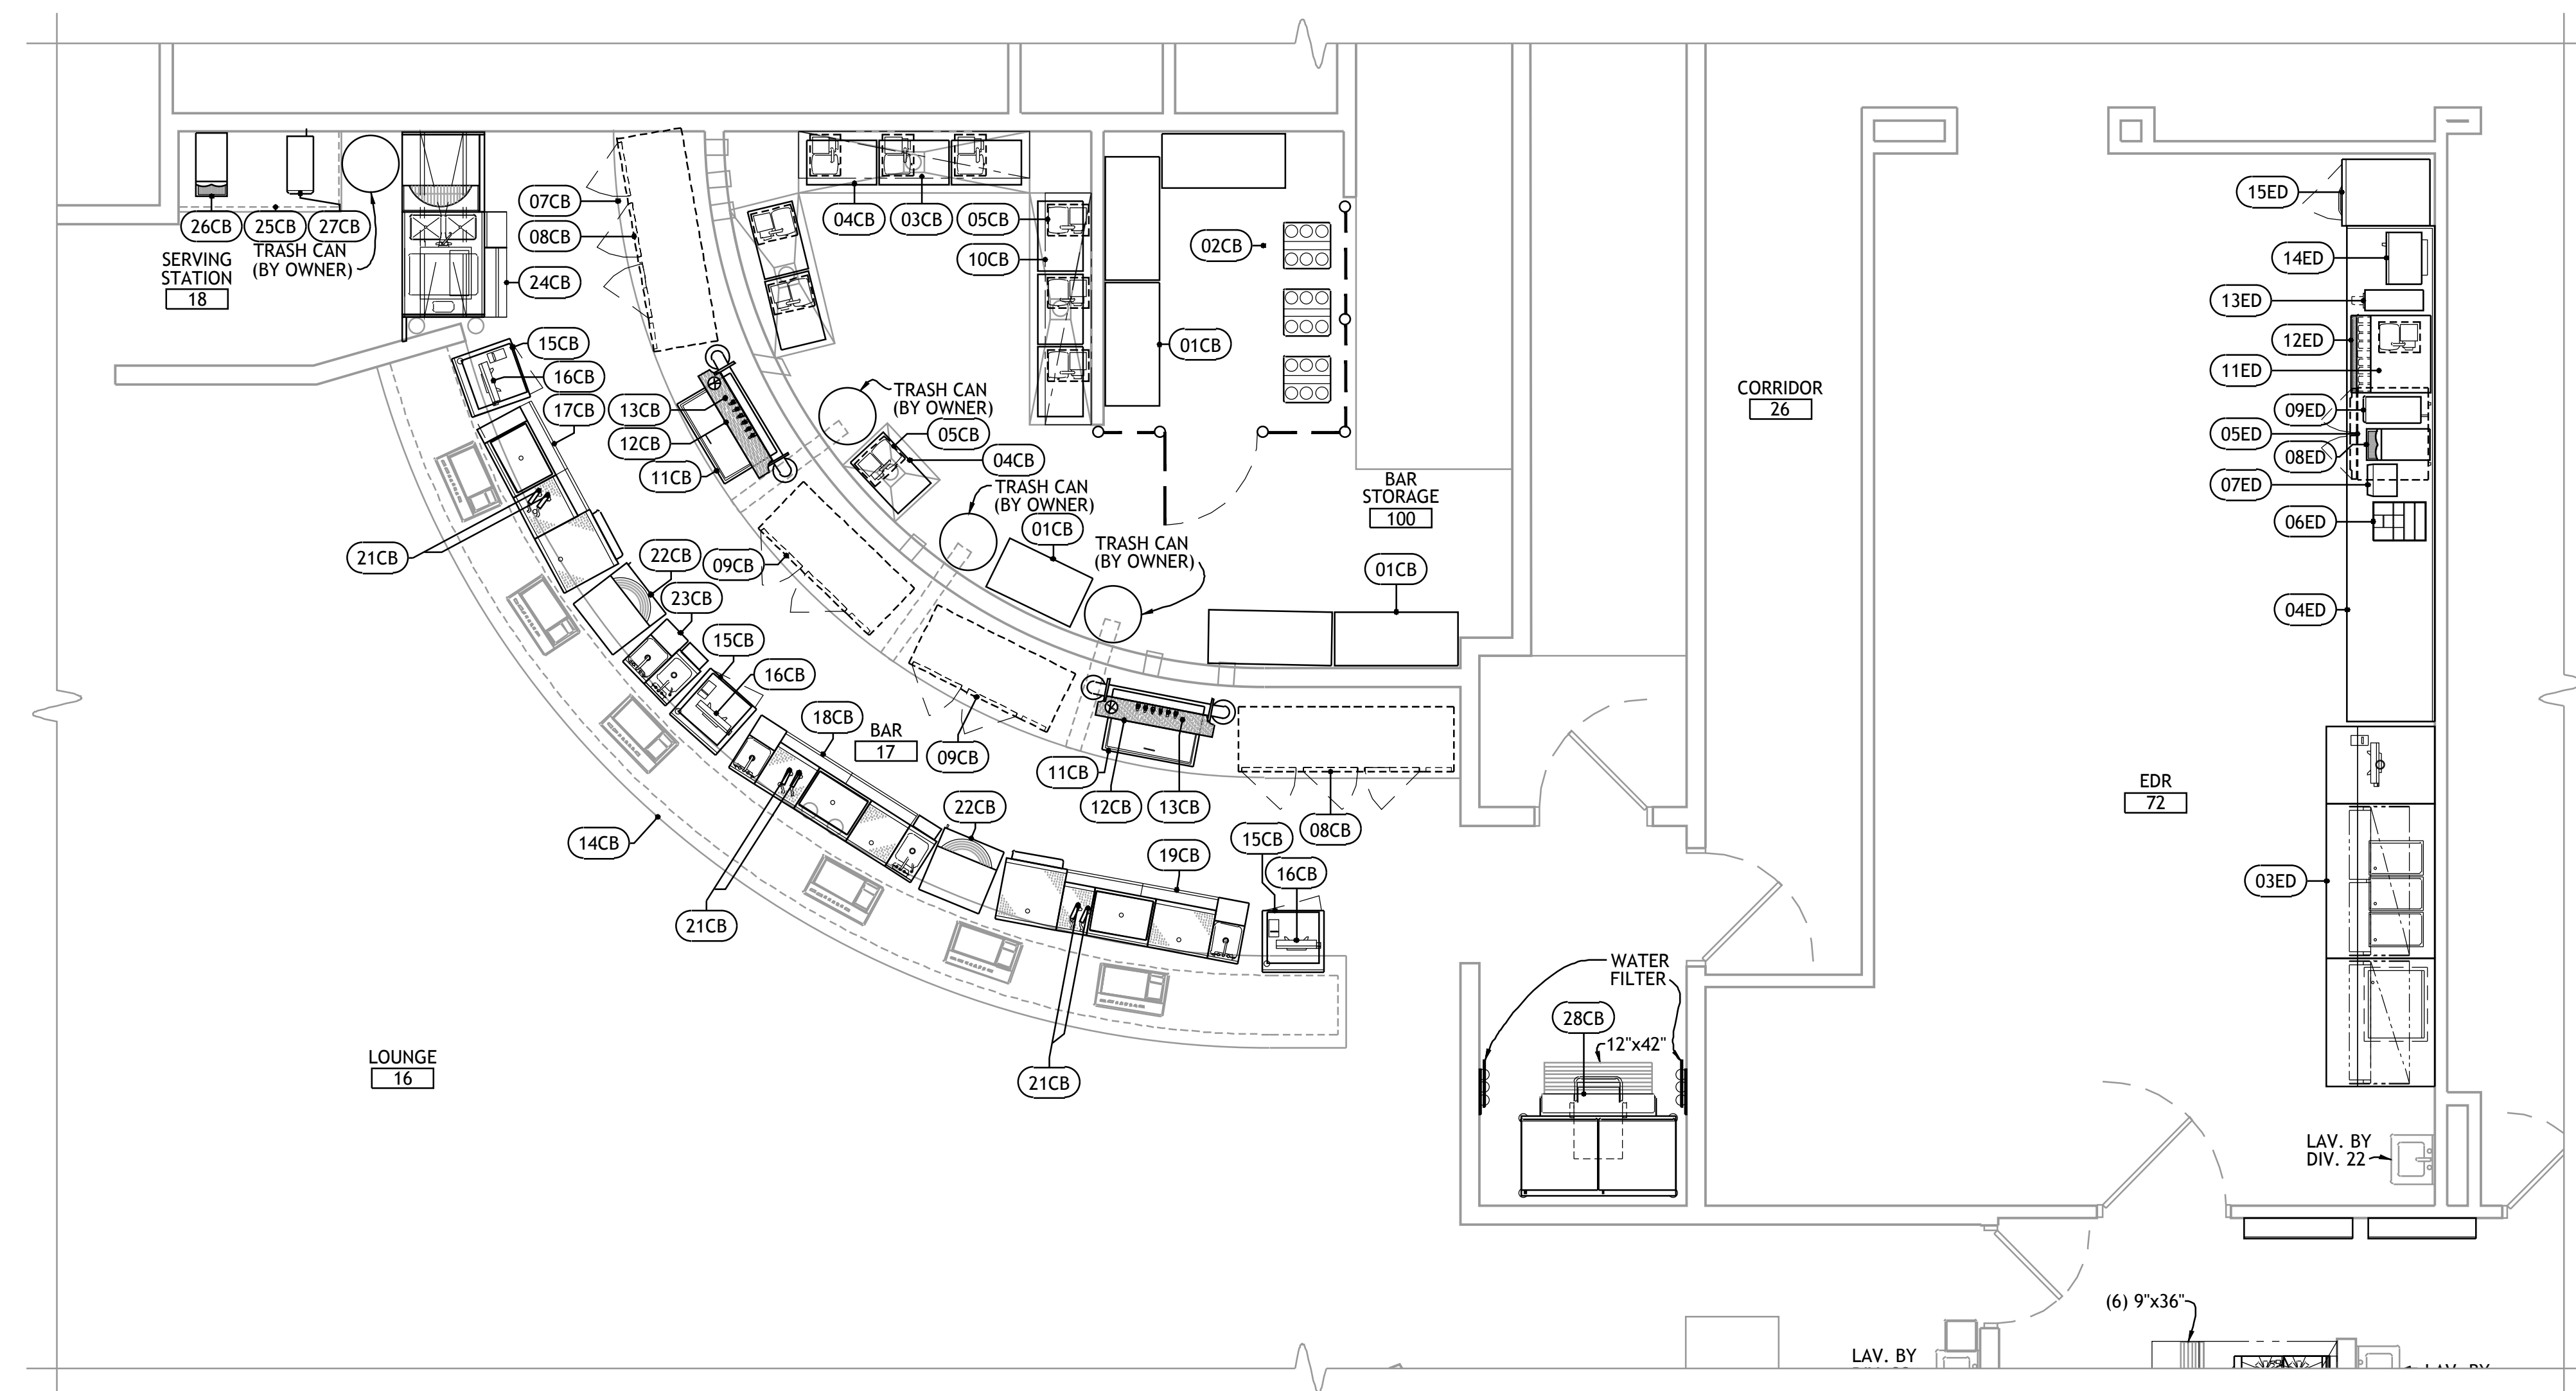 26CB
25CB
27CB
TRASH CAN
(BY OWNER)
SERVING
STATION
18
07CB
08CB
24CB
04CB
03CB
05CB
10CB
02CB
01CB
15CB
16CB
17CB
13CB
12CB
11CB
TRASH CAN
(BY OWNER)
05CB
04CB
TRASH CAN
(BY OWNER)
01CB
TRASH CAN
(BY OWNER)
21CB
22CB
09CB
23CB
15CB
16CB
18CB
BAR
17
09CB
11CB
12CB
13CB
08CB
01CB
BAR
STORAGE
100
14CB
22CB
21CB
19CB
15CB
16CB
21CB
LOUNGE
16
WATER
FILTER
28CB
12"x42"
CORRIDOR
26
15ED
14ED
13ED
12ED
11ED
09ED
05ED
08ED
07ED
06ED
04ED
EDR
72
03ED
LAV. BY
DIV. 22
(6) 9"x36"
LAV. BY